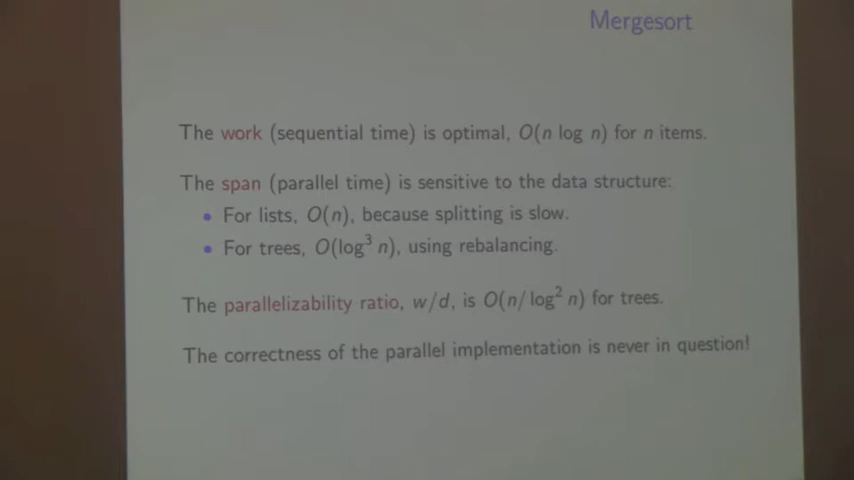 Mergesort
The work (sequential time) is optimal, O(n log n) for n items.
The span (parallel time) is sensitive to the data structure:
• For lists, O(n), because splitting is slow.
• For trees, O(log³ n), using rebalancing.
The parallelizability ratio, w/d, is O(n/log² n) for trees.
The correctness of the parallel implementation is never in question!